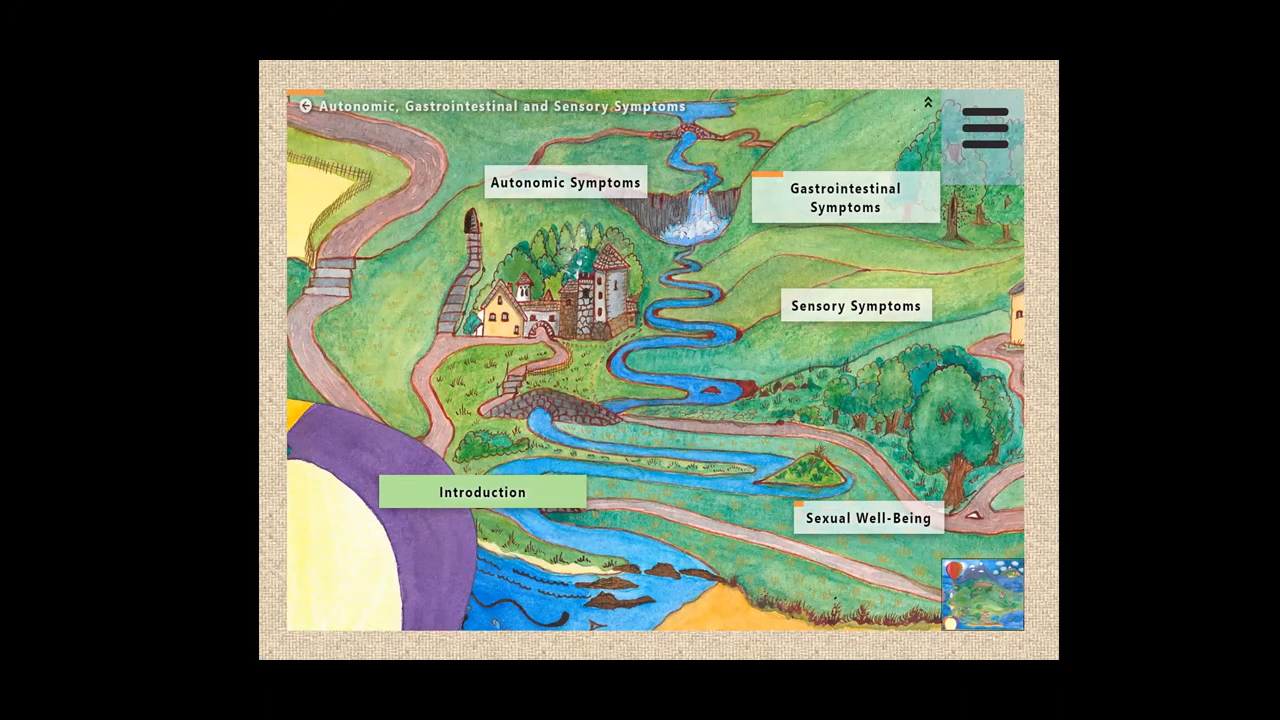 Autonomic, Gastrointestinal and Sensory Symptoms
Autonomic Symptoms
Gastrointestinal
Symptoms
Sensory Symptoms
Introduction
Sexual Well-Being